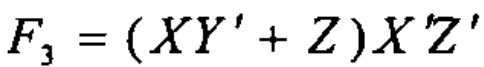 F₃ = (XY' + Z)X'Z'